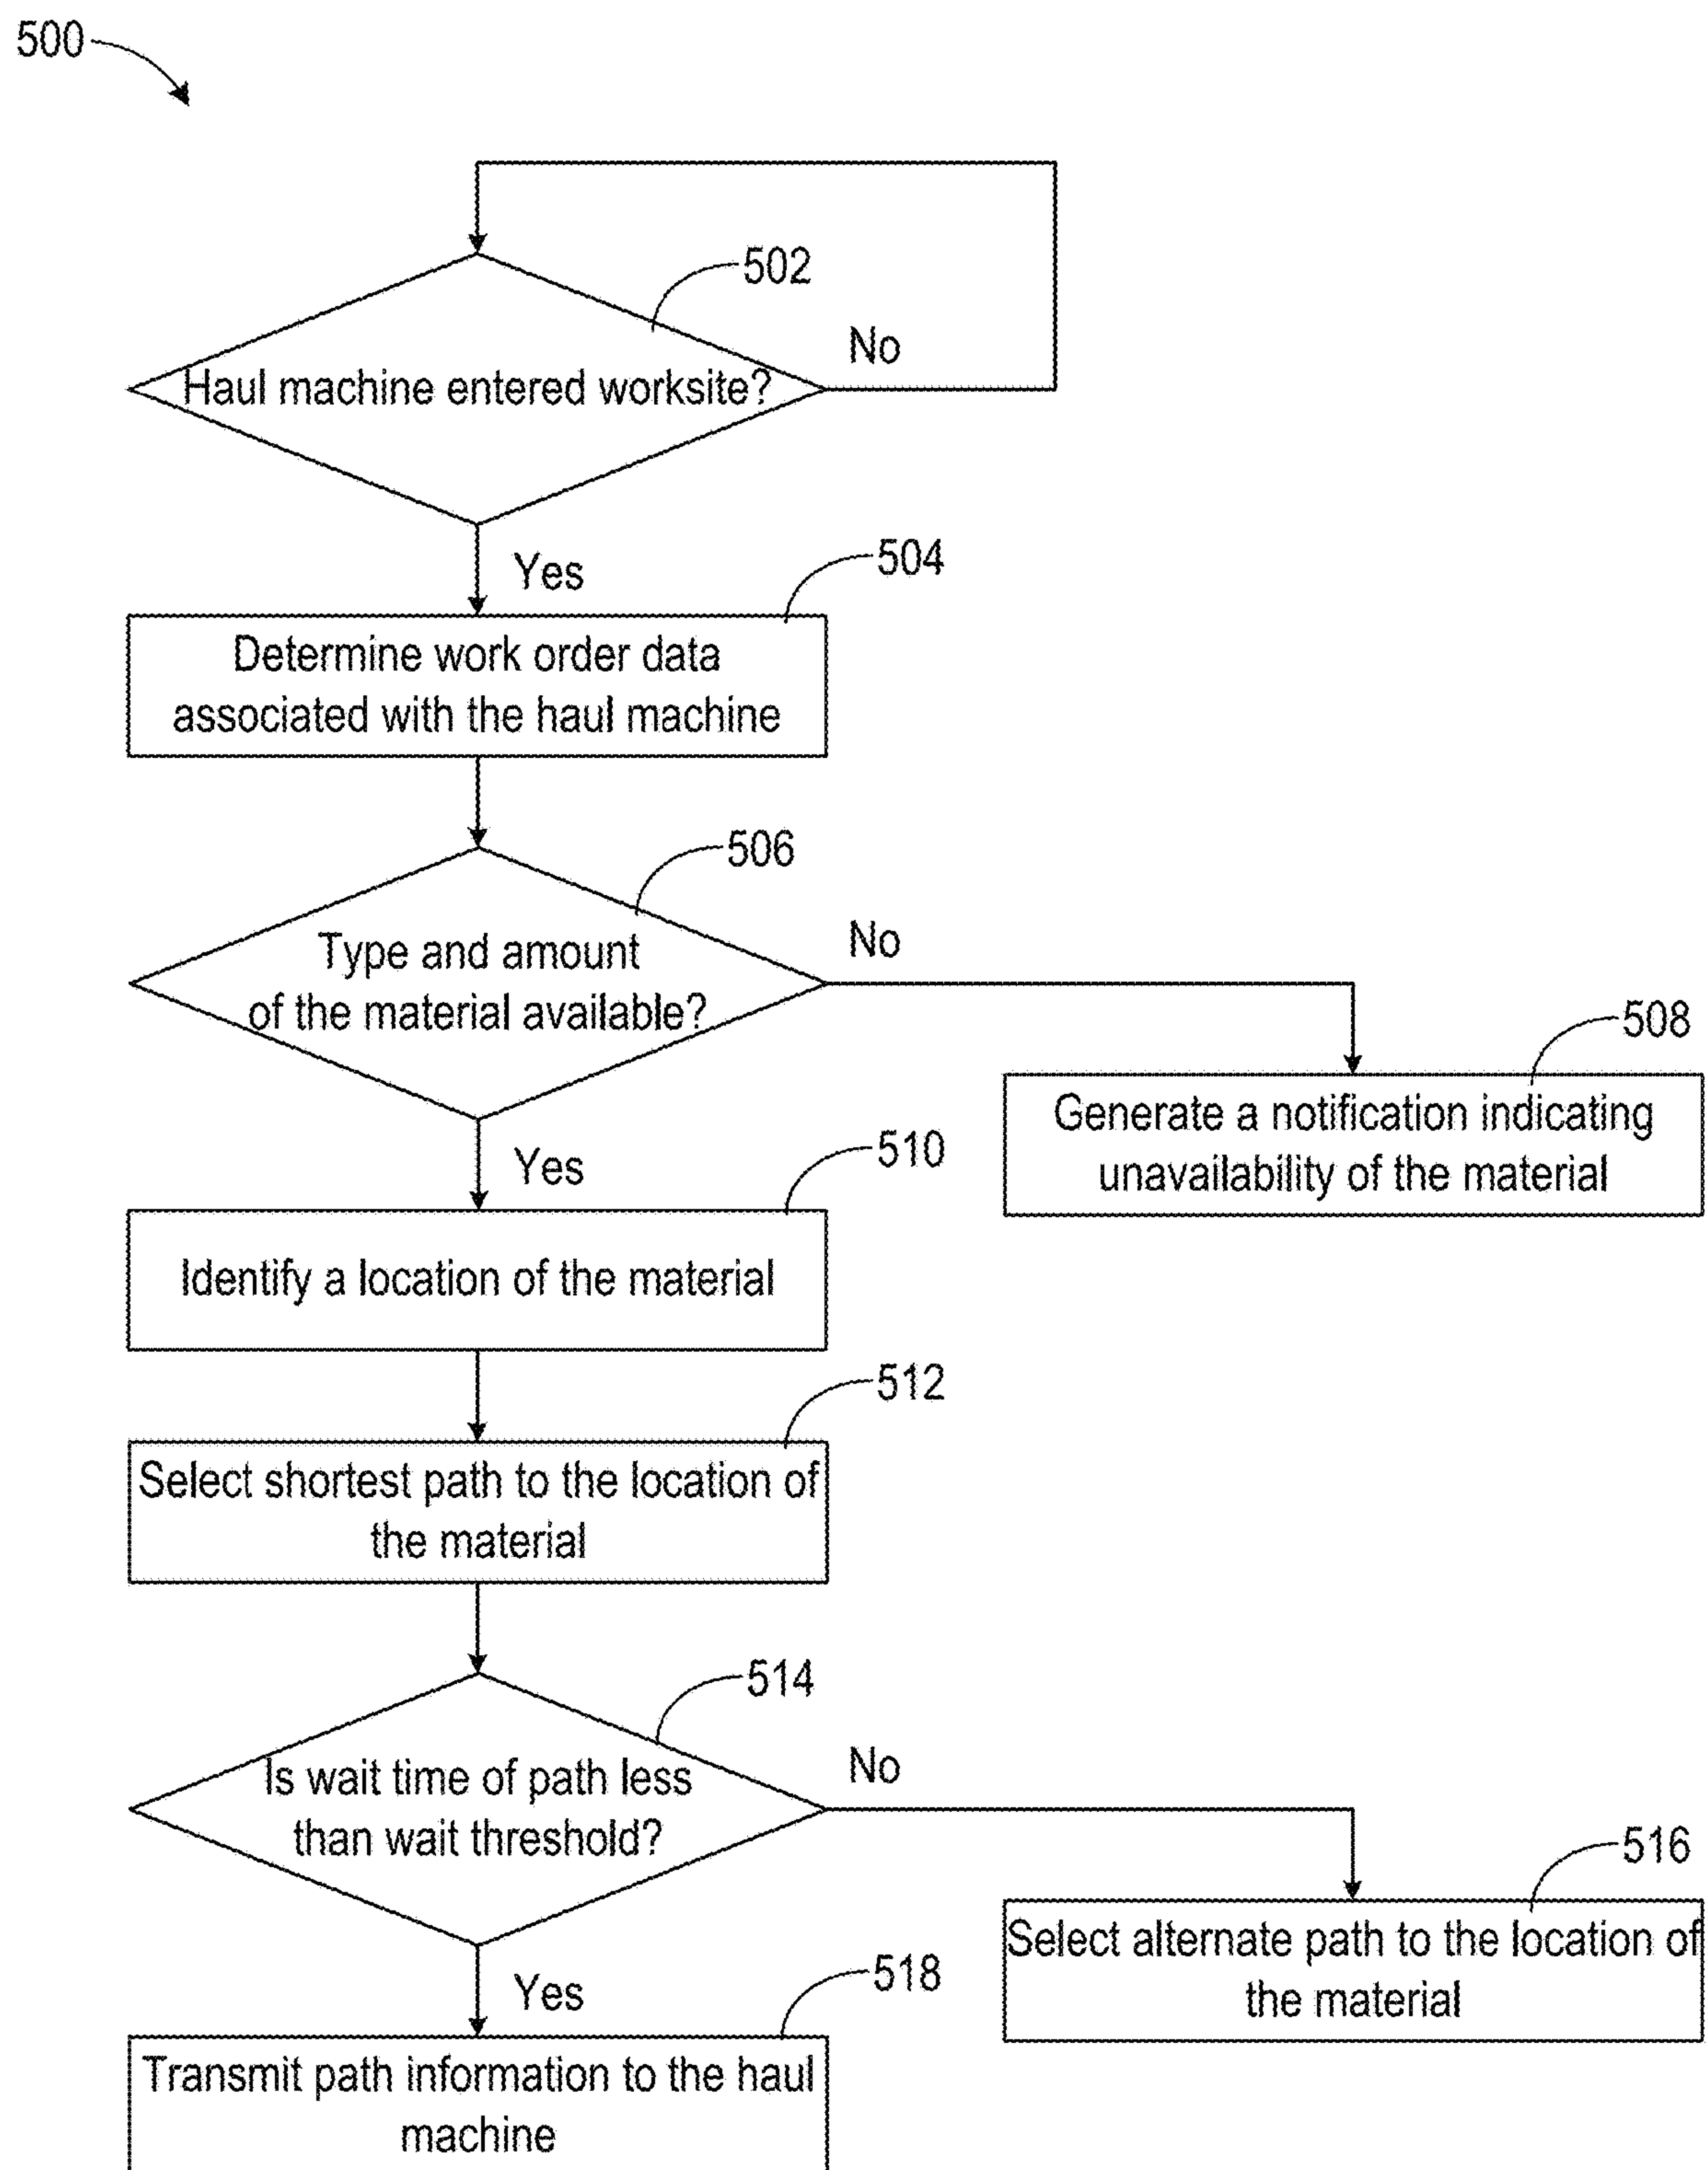 500
502
No
Haul machine entered worksite?
Yes
504
Determine work order data
associated with the haul machine
506
No
Type and amount
of the material available?
508
Generate a notification indicating
unavailability of the material
Yes
510
Identify a location of the material
512
Select shortest path to the location of
the material
514
No
Is wait time of path less
than wait threshold?
516
Select alternate path to the location of
the material
Yes
518
Transmit path information to the haul
machine